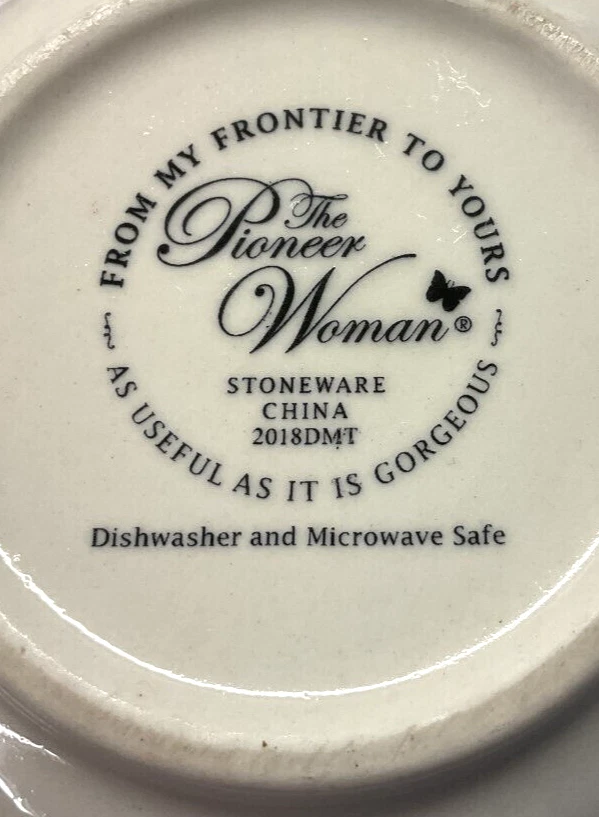 FROM MY FRONTIER TO YOURS
The
Pioneer
Woman®
STONEWARE
CHINA
2018DMT
AS USEFUL AS IT IS GORGEOUS
Dishwasher and Microwave Safe